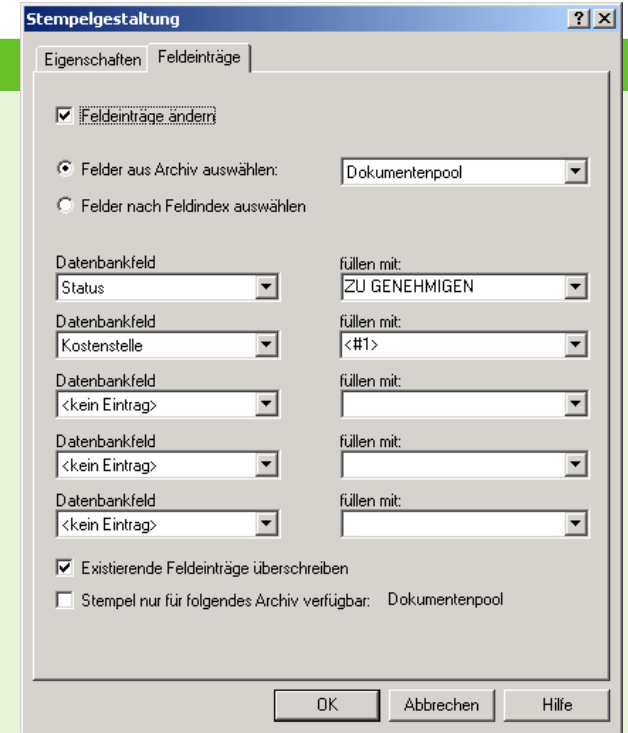 Stempelgestaltung
Eigenschaften Feldeinträge
Feldeinträge ändern
Felder aus Archiv auswählen: Dokumentenpool
Felder nach Feldindex auswählen
Datenbankfeld füllen mit:
Status ZU GENEHMIGEN
Datenbankfeld füllen mit:
Kostenstelle <#1>
Datenbankfeld füllen mit:
<kein Eintrag>
Datenbankfeld füllen mit:
<kein Eintrag>
Datenbankfeld füllen mit:
<kein Eintrag>
Existierende Feldeinträge überschreiben
Stempel nur für folgendes Archiv verfügbar: Dokumentenpool
OK Abbrechen Hilfe